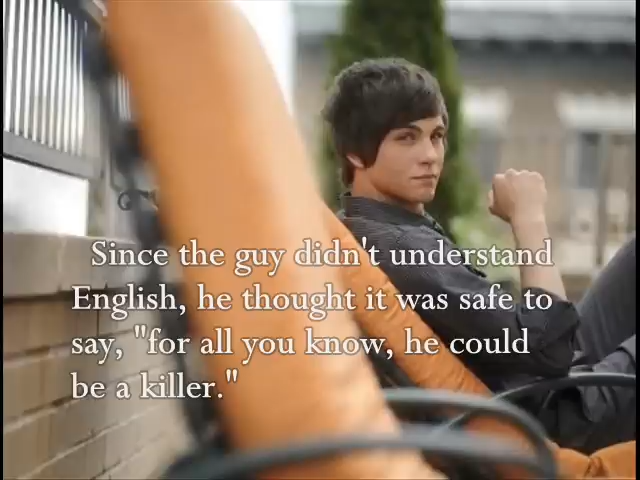 Since the guy didn't understand
English, he thought it was safe to
say, "for all you know, he could
be a killer."